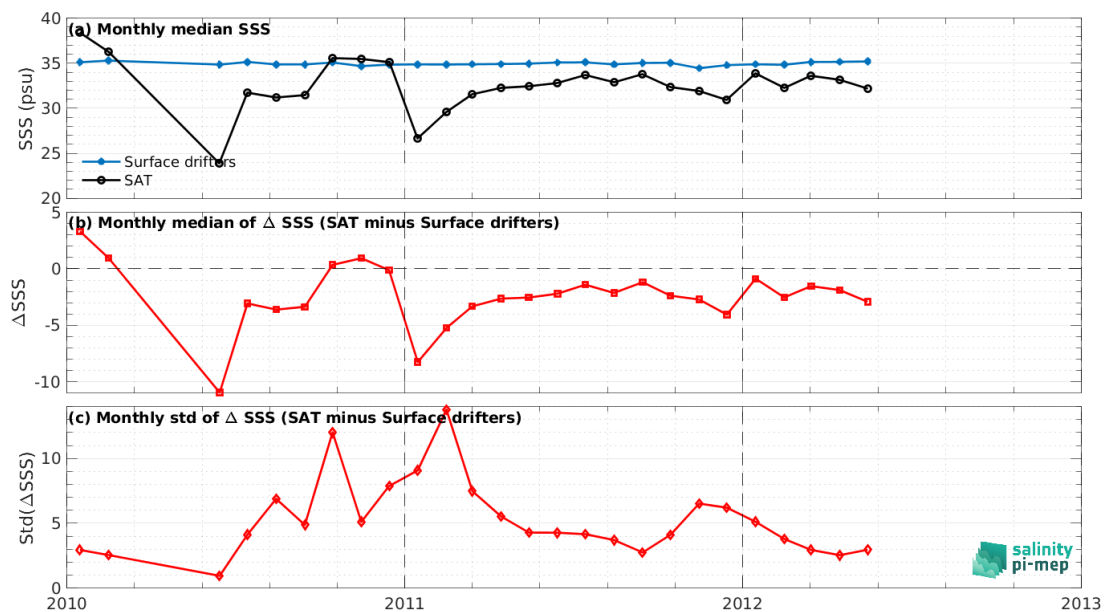 (a) Monthly median SSS
SSS (psu)
40
35
30
25
20
Surface drifters
SAT
(b) Monthly median of Δ SSS (SAT minus Surface drifters)
ΔSSS
5
0
-5
-10
(c) Monthly std of Δ SSS (SAT minus Surface drifters)
Std(ΔSSS)
10
5
0
2010
2011
2012
2013
salinity
pi-mep